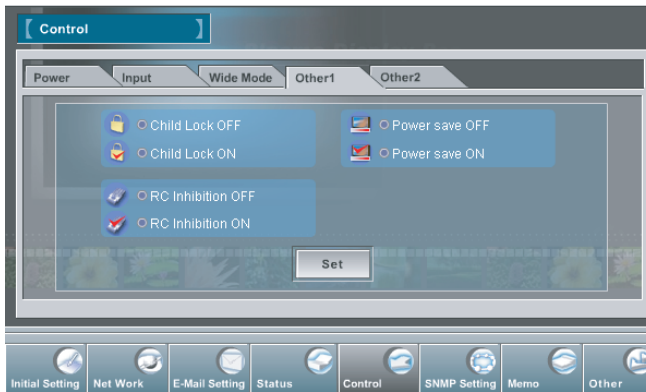 Control
Power Input Wide Mode Other1 Other2
Child Lock OFF Power save OFF
Child Lock ON Power save ON
RC Inhibition OFF
RC Inhibition ON
Set
Initial Setting Net Work E-Mail Setting Status Control SNMP Setting Memo Other